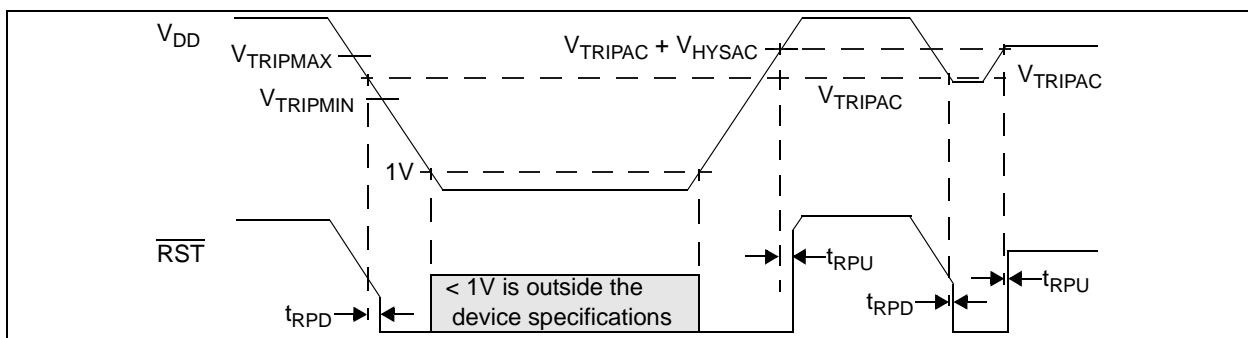 VDD
VTRIPMAX
VTRIPAC + VHYSAC
VTRIPMIN
VTRIPAC
VTRIPAC
1V
RST
tRPU
tRPU
< 1V is outside the
device specifications
tRPD
tRPD